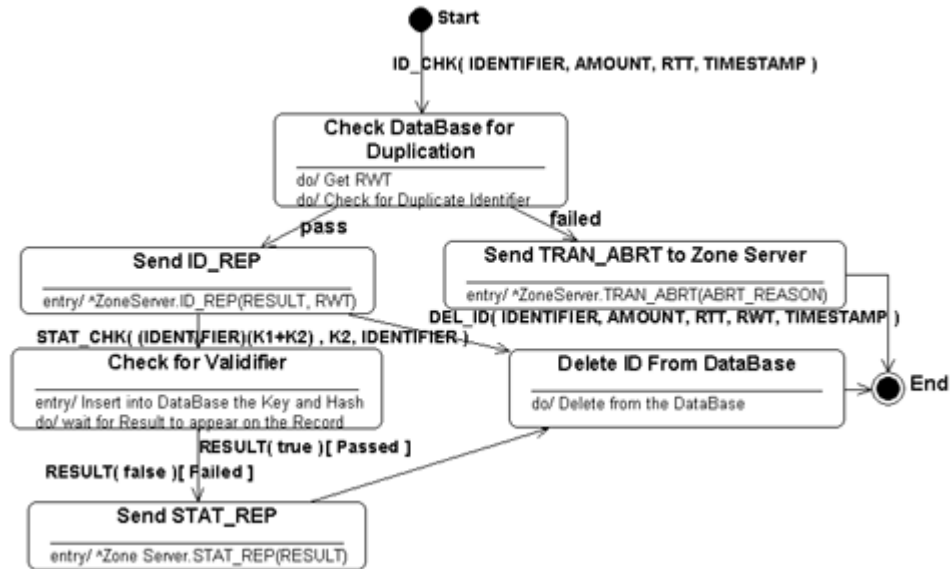 Start
ID_CHK( IDENTIFIER, AMOUNT, RTT, TIMESTAMP )
Check DataBase for
Duplication
do/ Get RWT
do/ Check for Duplicate Identifier
pass
failed
Send ID_REP
entry/ ^ZoneServer.ID_REP(RESULT, RWT)
Send TRAN_ABRT to Zone Server
entry/ ^ZoneServer.TRAN_ABRT(ABRT_REASON)
DEL_ID( IDENTIFIER, AMOUNT, RTT, RWT, TIMESTAMP )
STAT_CHK( (IDENTIFIER)(K1+K2) , K2, IDENTIFIER )
Check for Validifier
entry/ Insert into DataBase the Key and Hash
do/ wait for Result to appear on the Record
Delete ID From DataBase
do/ Delete from the DataBase
End
RESULT( true )[ Passed ]
RESULT( false )[ Failed ]
Send STAT_REP
entry/ ^Zone Server.STAT_REP(RESULT)